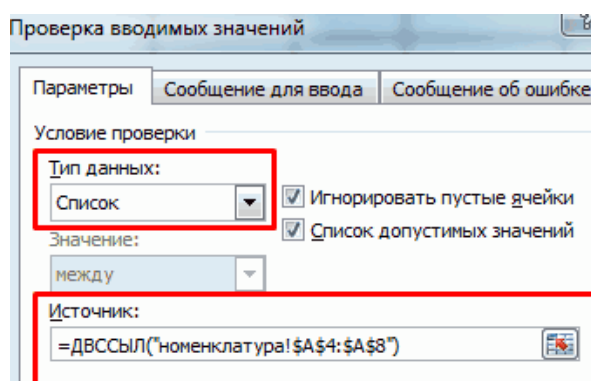 Проверка вводимых значений
Параметры Сообщение для ввода Сообщение об ошибке
Условие проверки
Тип данных:
Список Игнорировать пустые ячейки
Значение: Список допустимых значений
между
Источник:
=ДВССЫЛ("номенклатура!$A$4:$A$8")